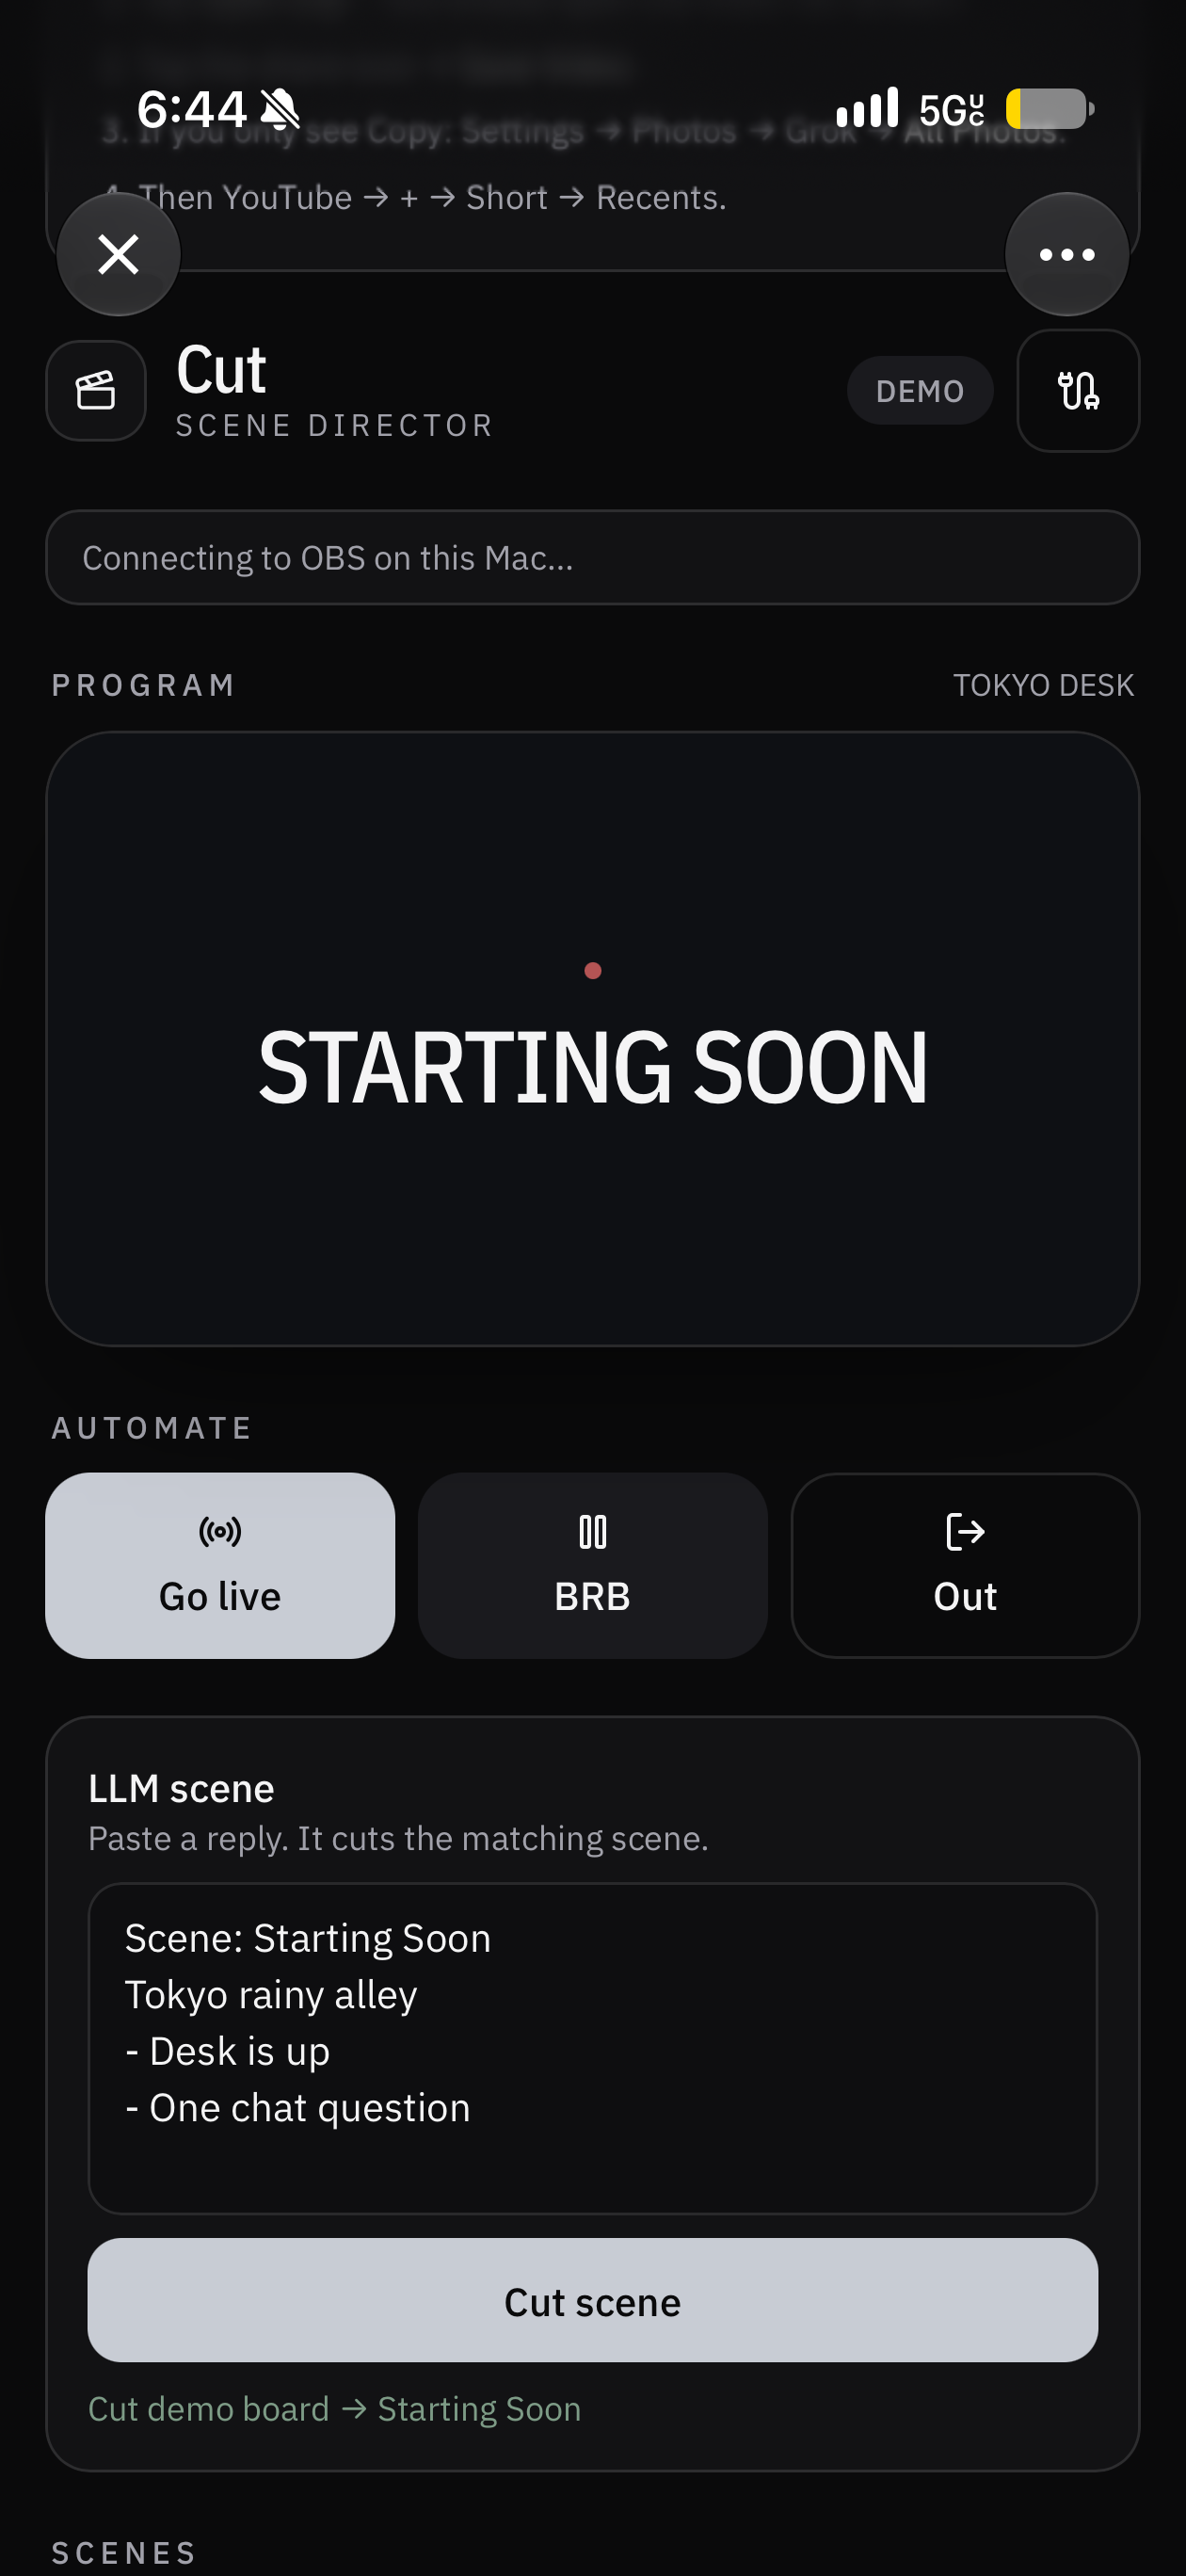 6:44
5G UC
3. If you only see Copy: Settings → Photos → Grok → All Photos.
4. Then YouTube → + → Short → Recents.
Cut
SCENE DIRECTOR
DEMO
Connecting to OBS on this Mac...
PROGRAM
TOKYO DESK
STARTING SOON
AUTOMATE
Go live
BRB
Out
LLM scene
Paste a reply. It cuts the matching scene.
Scene: Starting Soon
Tokyo rainy alley
- Desk is up
- One chat question
Cut scene
Cut demo board → Starting Soon
SCENES